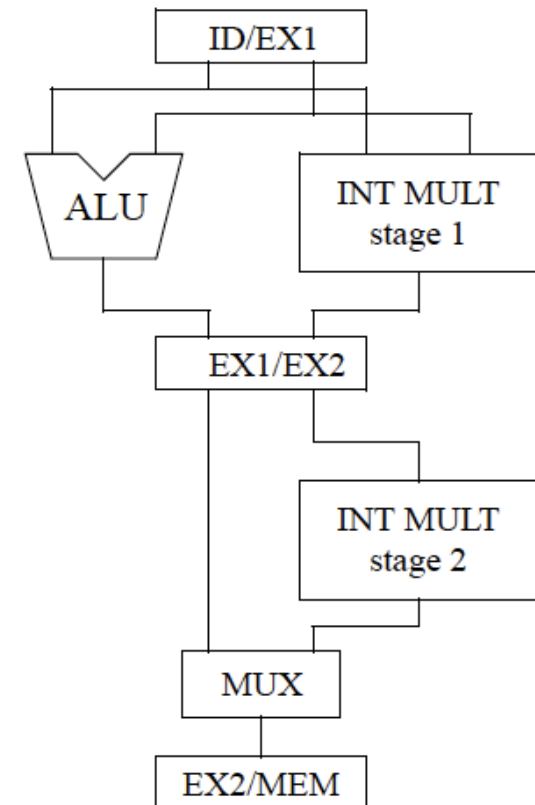 ID/EX1
ALU
INT MULT
stage 1
EX1/EX2
INT MULT
stage 2
MUX
EX2/MEM